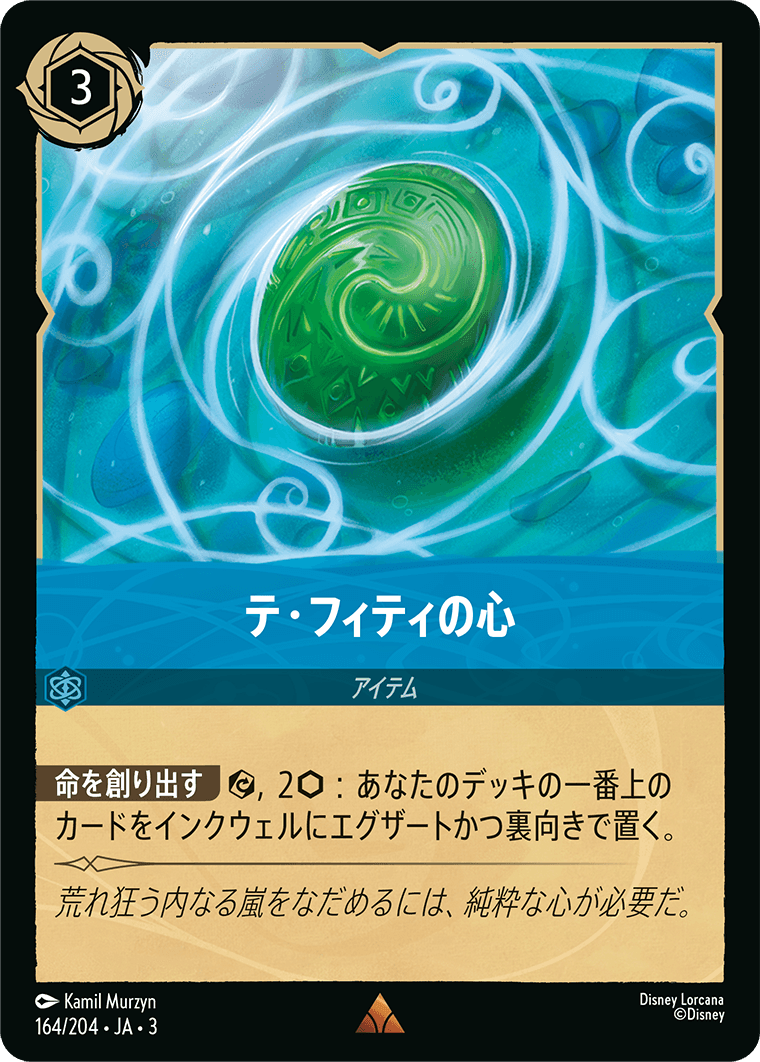 3
テ・フィティの心
アイテム
命を創り出す , 2 : あなたのデッキの一番上の
カードをインクウェルにエグザートかつ裏向きで置く。
荒れ狂う内なる嵐をなだめるには、純粋な心が必要だ。
Kamil Murzyn
164/204 • JA • 3
Disney Lorcana
©Disney